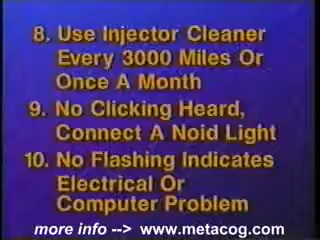 8. Use Injector Cleaner
Every 3000 Miles Or
Once A Month
9. No Clicking Heard,
Connect A Noid Light
10. No Flashing Indicates
Electrical Or
Computer Problem
more info --> www.metacog.com